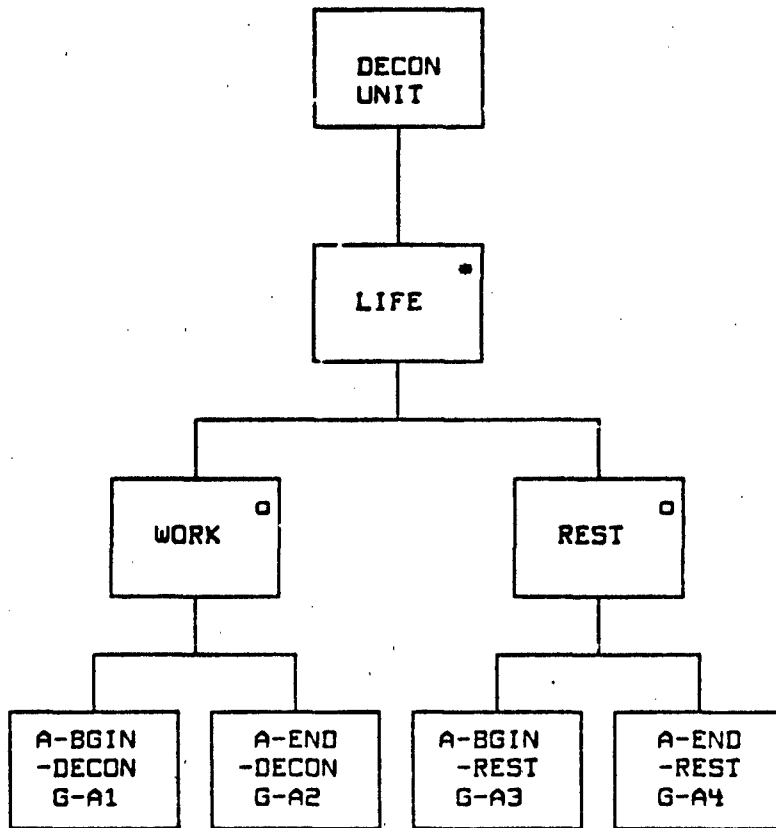 DECON
UNIT
*
LIFE
WORK
REST
A-BGIN
-DECON
G-A1
A-END
-DECON
G-A2
A-BGIN
-REST
G-A3
A-END
-REST
G-A4